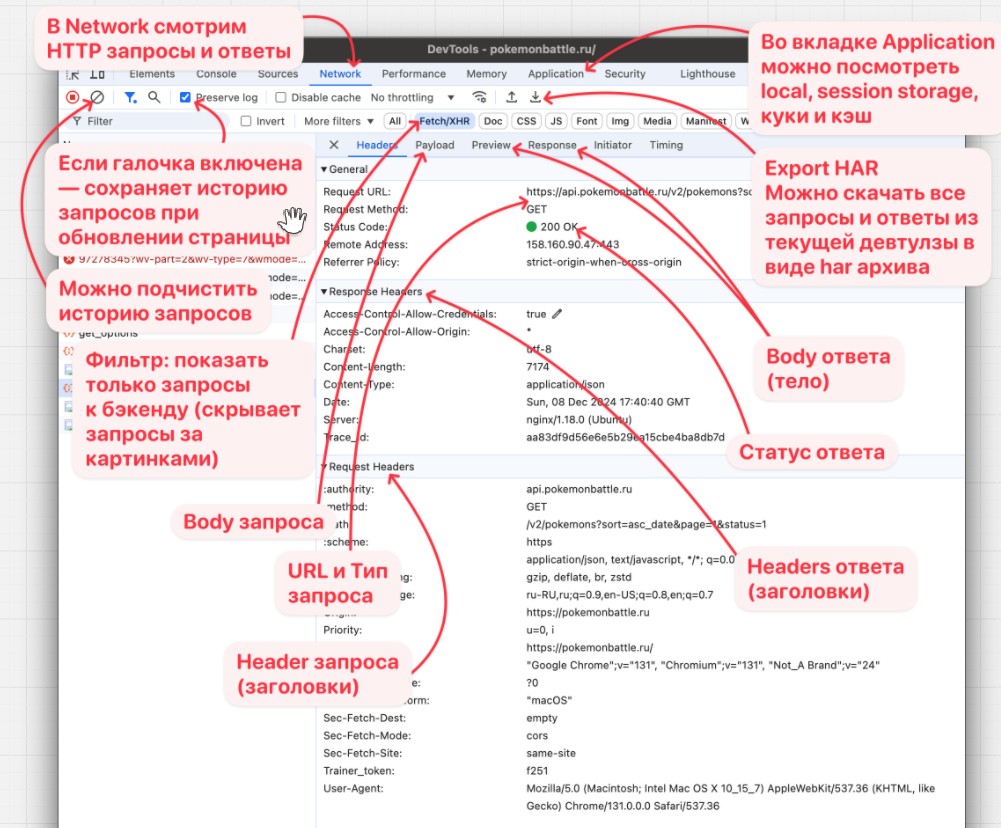 В Network смотрим
HTTP запросы и ответы
DevTools - pokemonbattle.ru/
Во вкладке Application
можно посмотреть
local, session storage,
куки и кэш
Elements Console Sources Network Performance Memory Application Security Lighthouse
Preserve log Disable cache No throttling
Filter Invert More filters All Fetch/XHR Doc CSS JS Font Img Media Manifest
Headers Payload Preview Response Initiator Timing
Если галочка включена
— сохраняет историю
запросов при
обновлении страницы
Export HAR
Можно скачать все
запросы и ответы из
текущей девтулзы в
виде har архива
General
Request URL: https://api.pokemonbattle.ru/v2/pokemons?sc
Request Method: GET
Status Code: 200 OK
Remote Address: 158.160.90.47:443
Referrer Policy: strict-origin-when-cross-origin
97278345?wv-part=2&wv-type=7&wmode=...
mode=...
mode=...
Можно подчистить
историю запросов
get_options
Response Headers
Access-Control-Allow-Credentials: true
Access-Control-Allow-Origin: *
Charset: utf-8
Content-Length: 7174
Content-Type: application/json
Date: Sun, 08 Dec 2024 17:40:40 GMT
Server: nginx/1.18.0 (Ubuntu)
Trace_id: aa83df9d56e6e5b29ea15cbe4ba8db7d
Фильтр: показать
только запросы
к бэкенду (скрывает
запросы за
картинками)
Body ответа
(тело)
Статус ответа
Request Headers
:authority: api.pokemonbattle.ru
:method: GET
/v2/pokemons?sort=asc_date&page=1&status=1
:scheme: https
application/json, text/javascript, */*; q=0.0
gzip, deflate, br, zstd
ru-RU,ru;q=0.9,en-US;q=0.8,en;q=0.7
Origin: https://pokemonbattle.ru
Priority: u=0, i
https://pokemonbattle.ru/
"Google Chrome";v="131", "Chromium";v="131", "Not_A Brand";v="24"
?0
"macOS"
Sec-Fetch-Dest: empty
Sec-Fetch-Mode: cors
Sec-Fetch-Site: same-site
Trainer_token: f251
User-Agent: Mozilla/5.0 (Macintosh; Intel Mac OS X 10_15_7) AppleWebKit/537.36 (KHTML, like
Gecko) Chrome/131.0.0.0 Safari/537.36
Body запроса
URL и Тип
запроса
Header запроса
(заголовки)
Headers ответа
(заголовки)